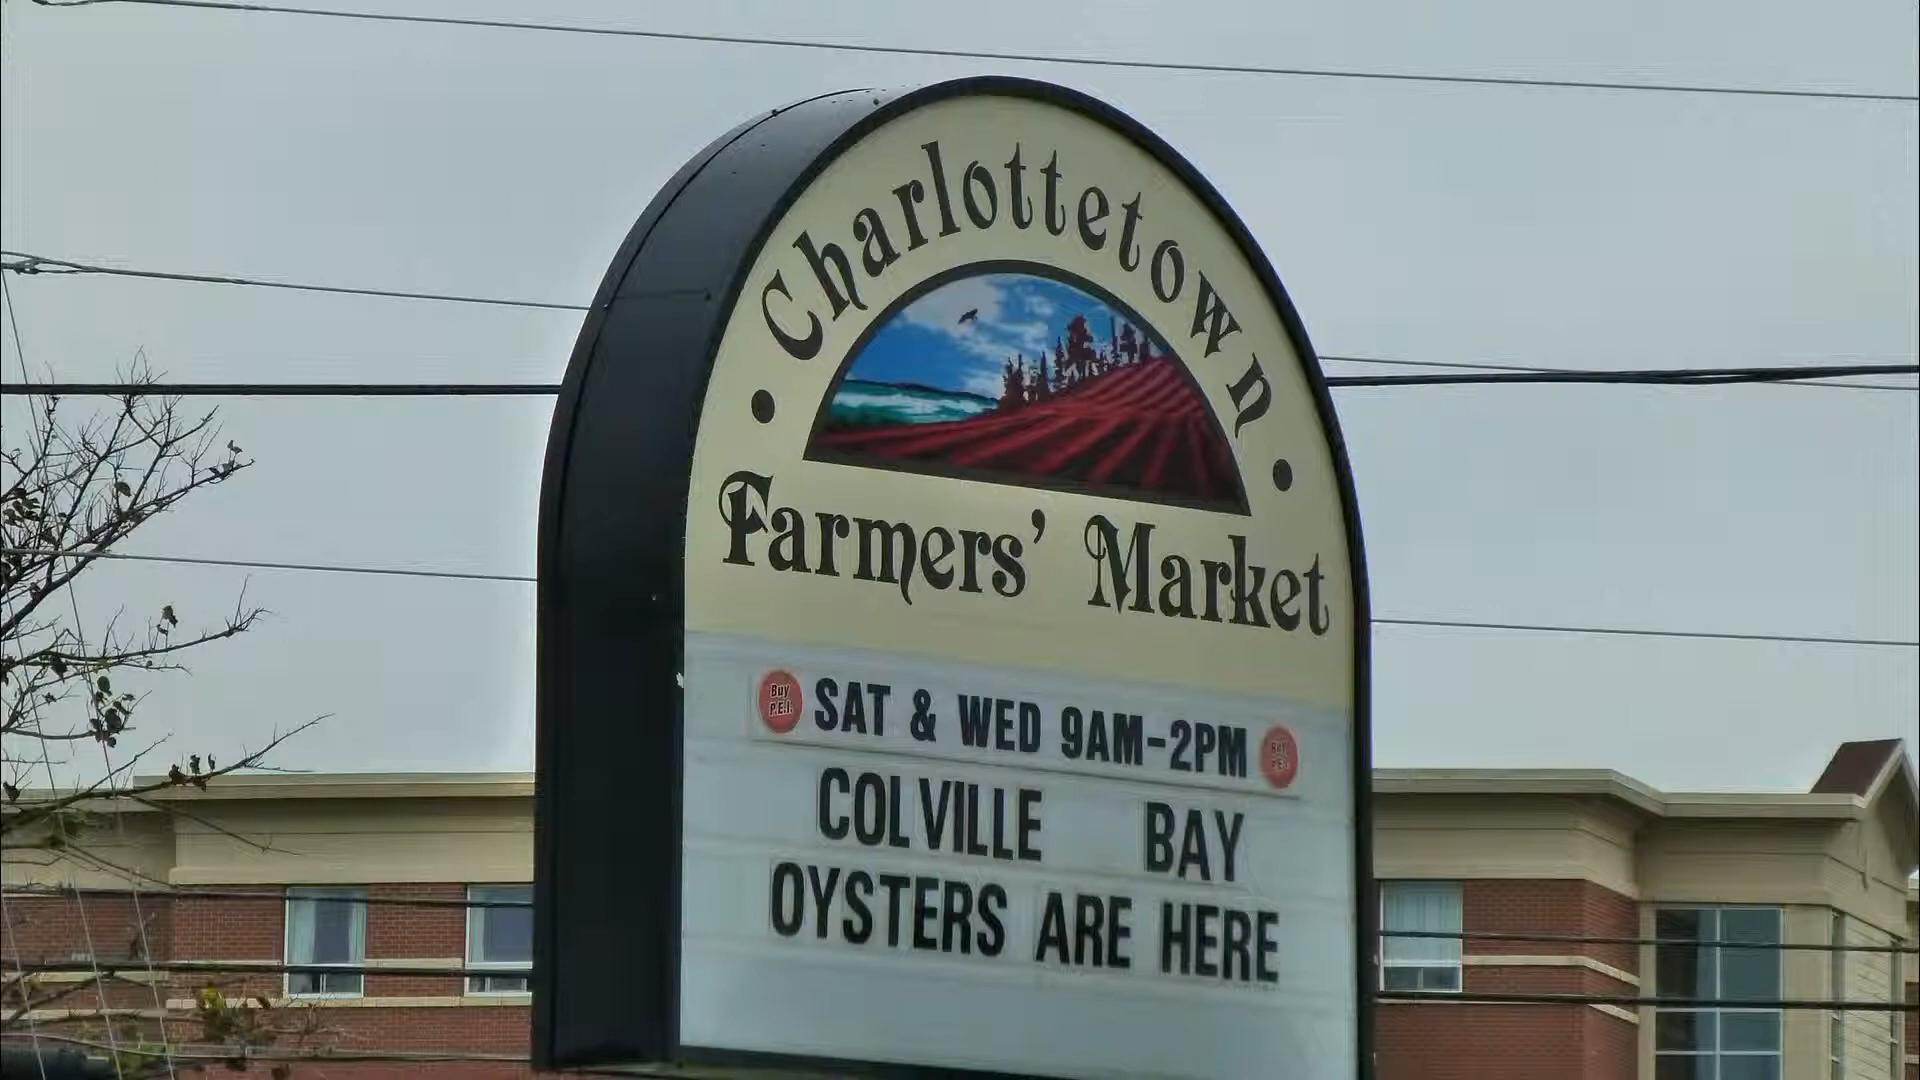 Charlottetown
Farmers' Market
Buy
P.E.I.
SAT & WED 9AM-2PM
BUY
P.E.I.
COLVILLE BAY
OYSTERS ARE HERE